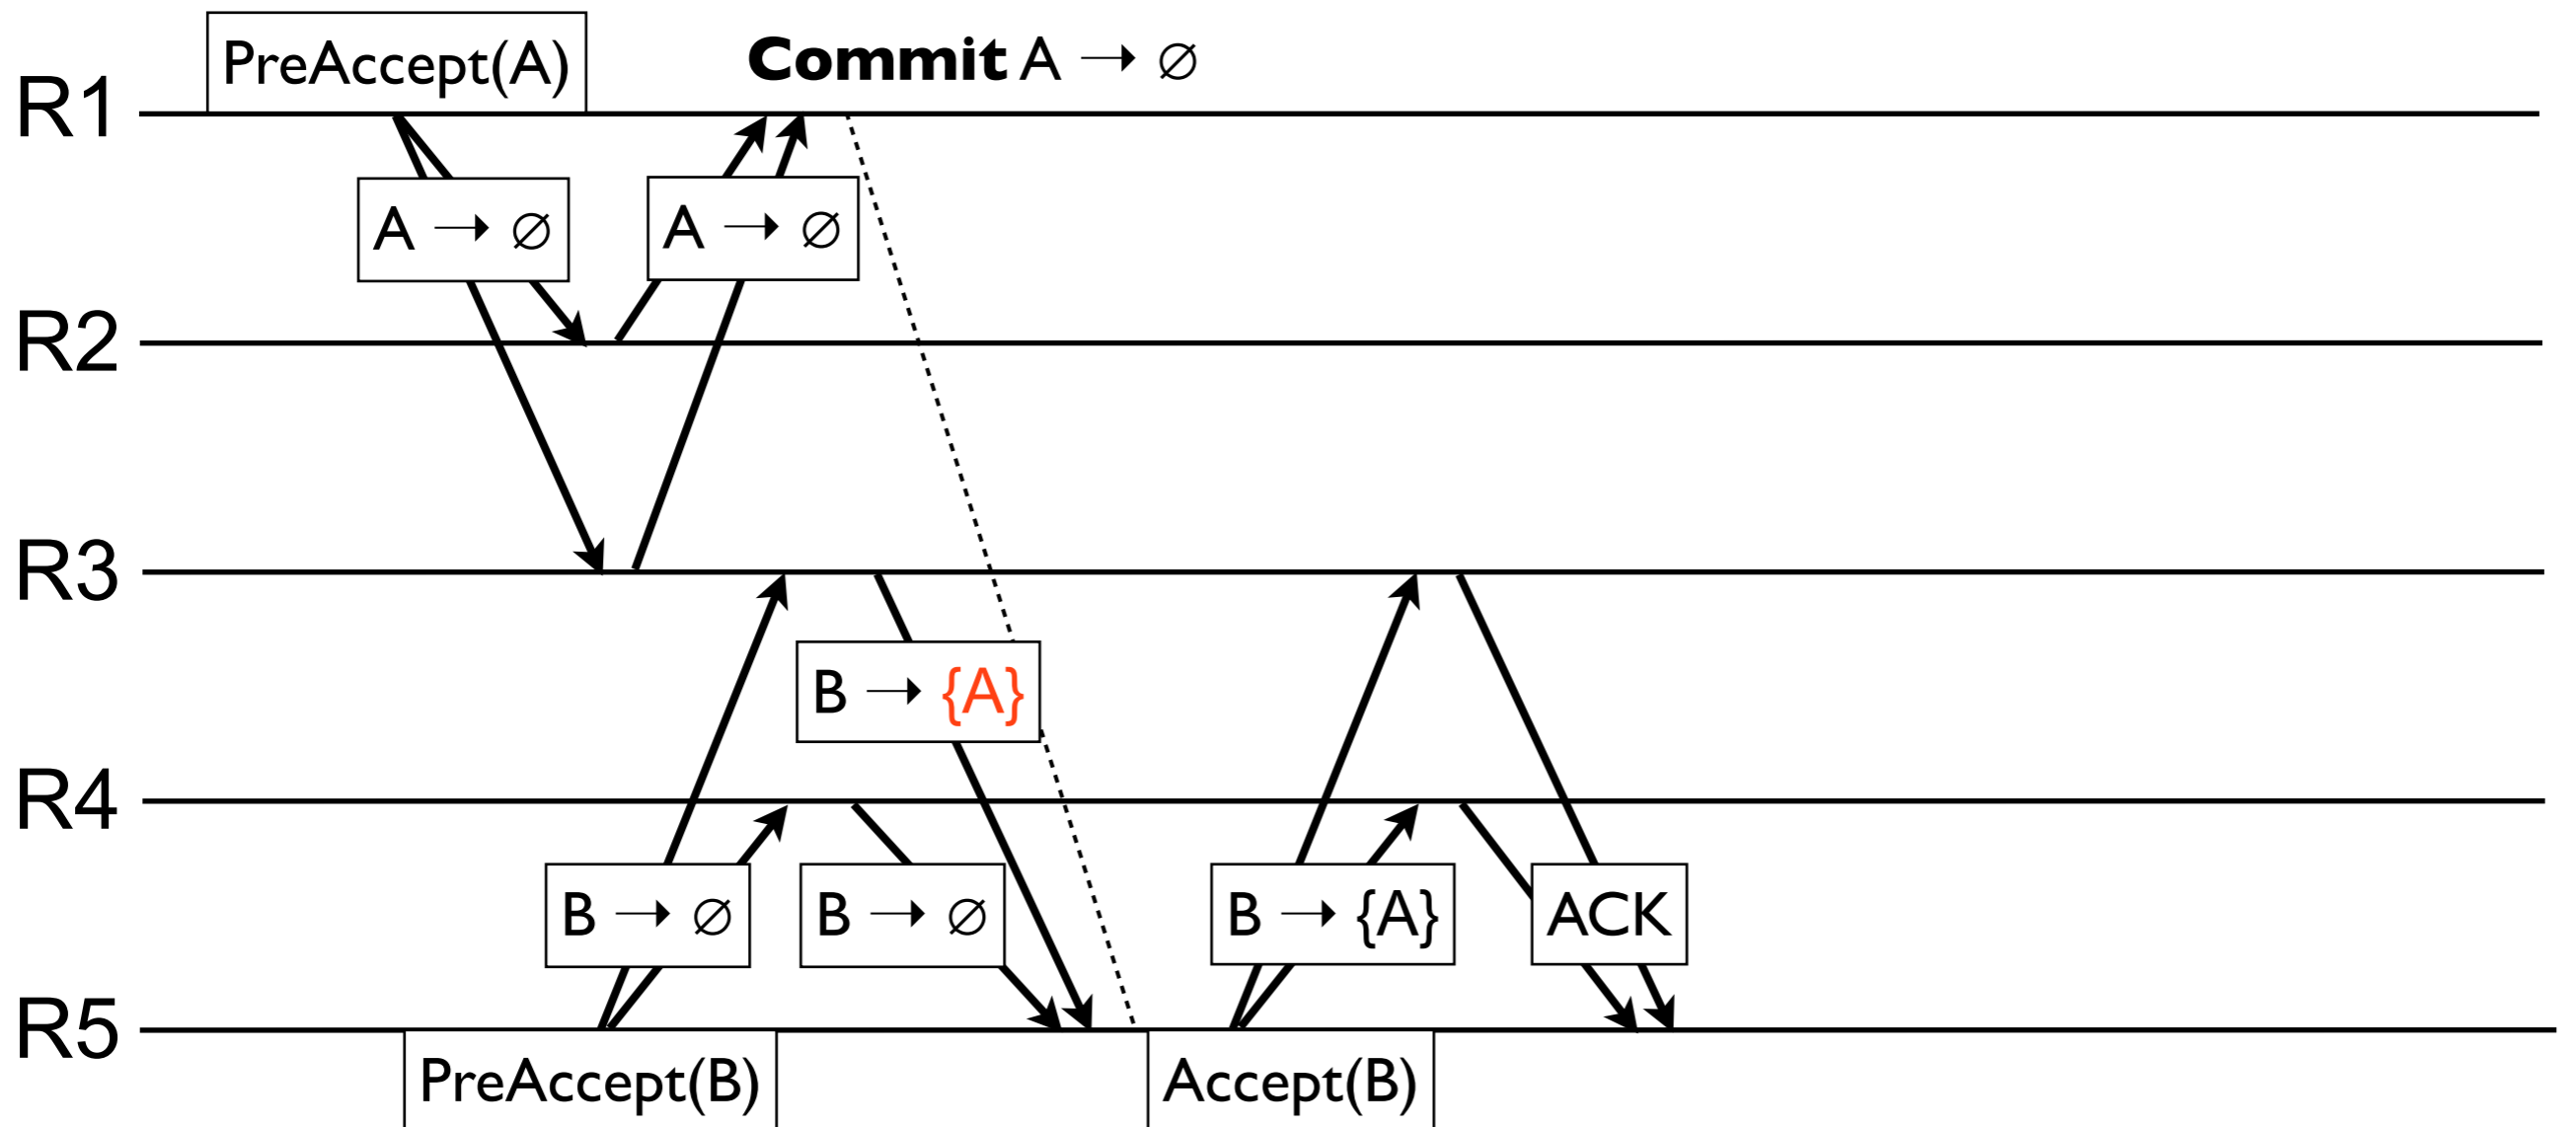 PreAccept(A)
Commit A → ∅
R1
A → ∅
A → ∅
R2
R3
B → {A}
R4
B → ∅
B → ∅
B → {A}
ACK
R5
PreAccept(B)
Accept(B)